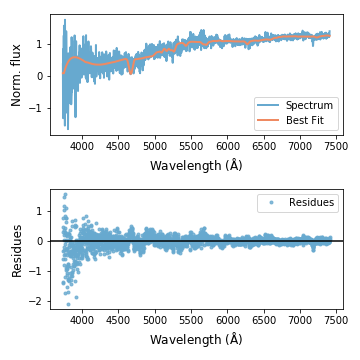 Norm. flux
1
0
−1
Spectrum
Best Fit
4000 4500 5000 5500 6000 6500 7000 7500
Wavelength (Å)
Residues
1
0
−1
−2
Residues
4000 4500 5000 5500 6000 6500 7000 7500
Wavelength (Å)